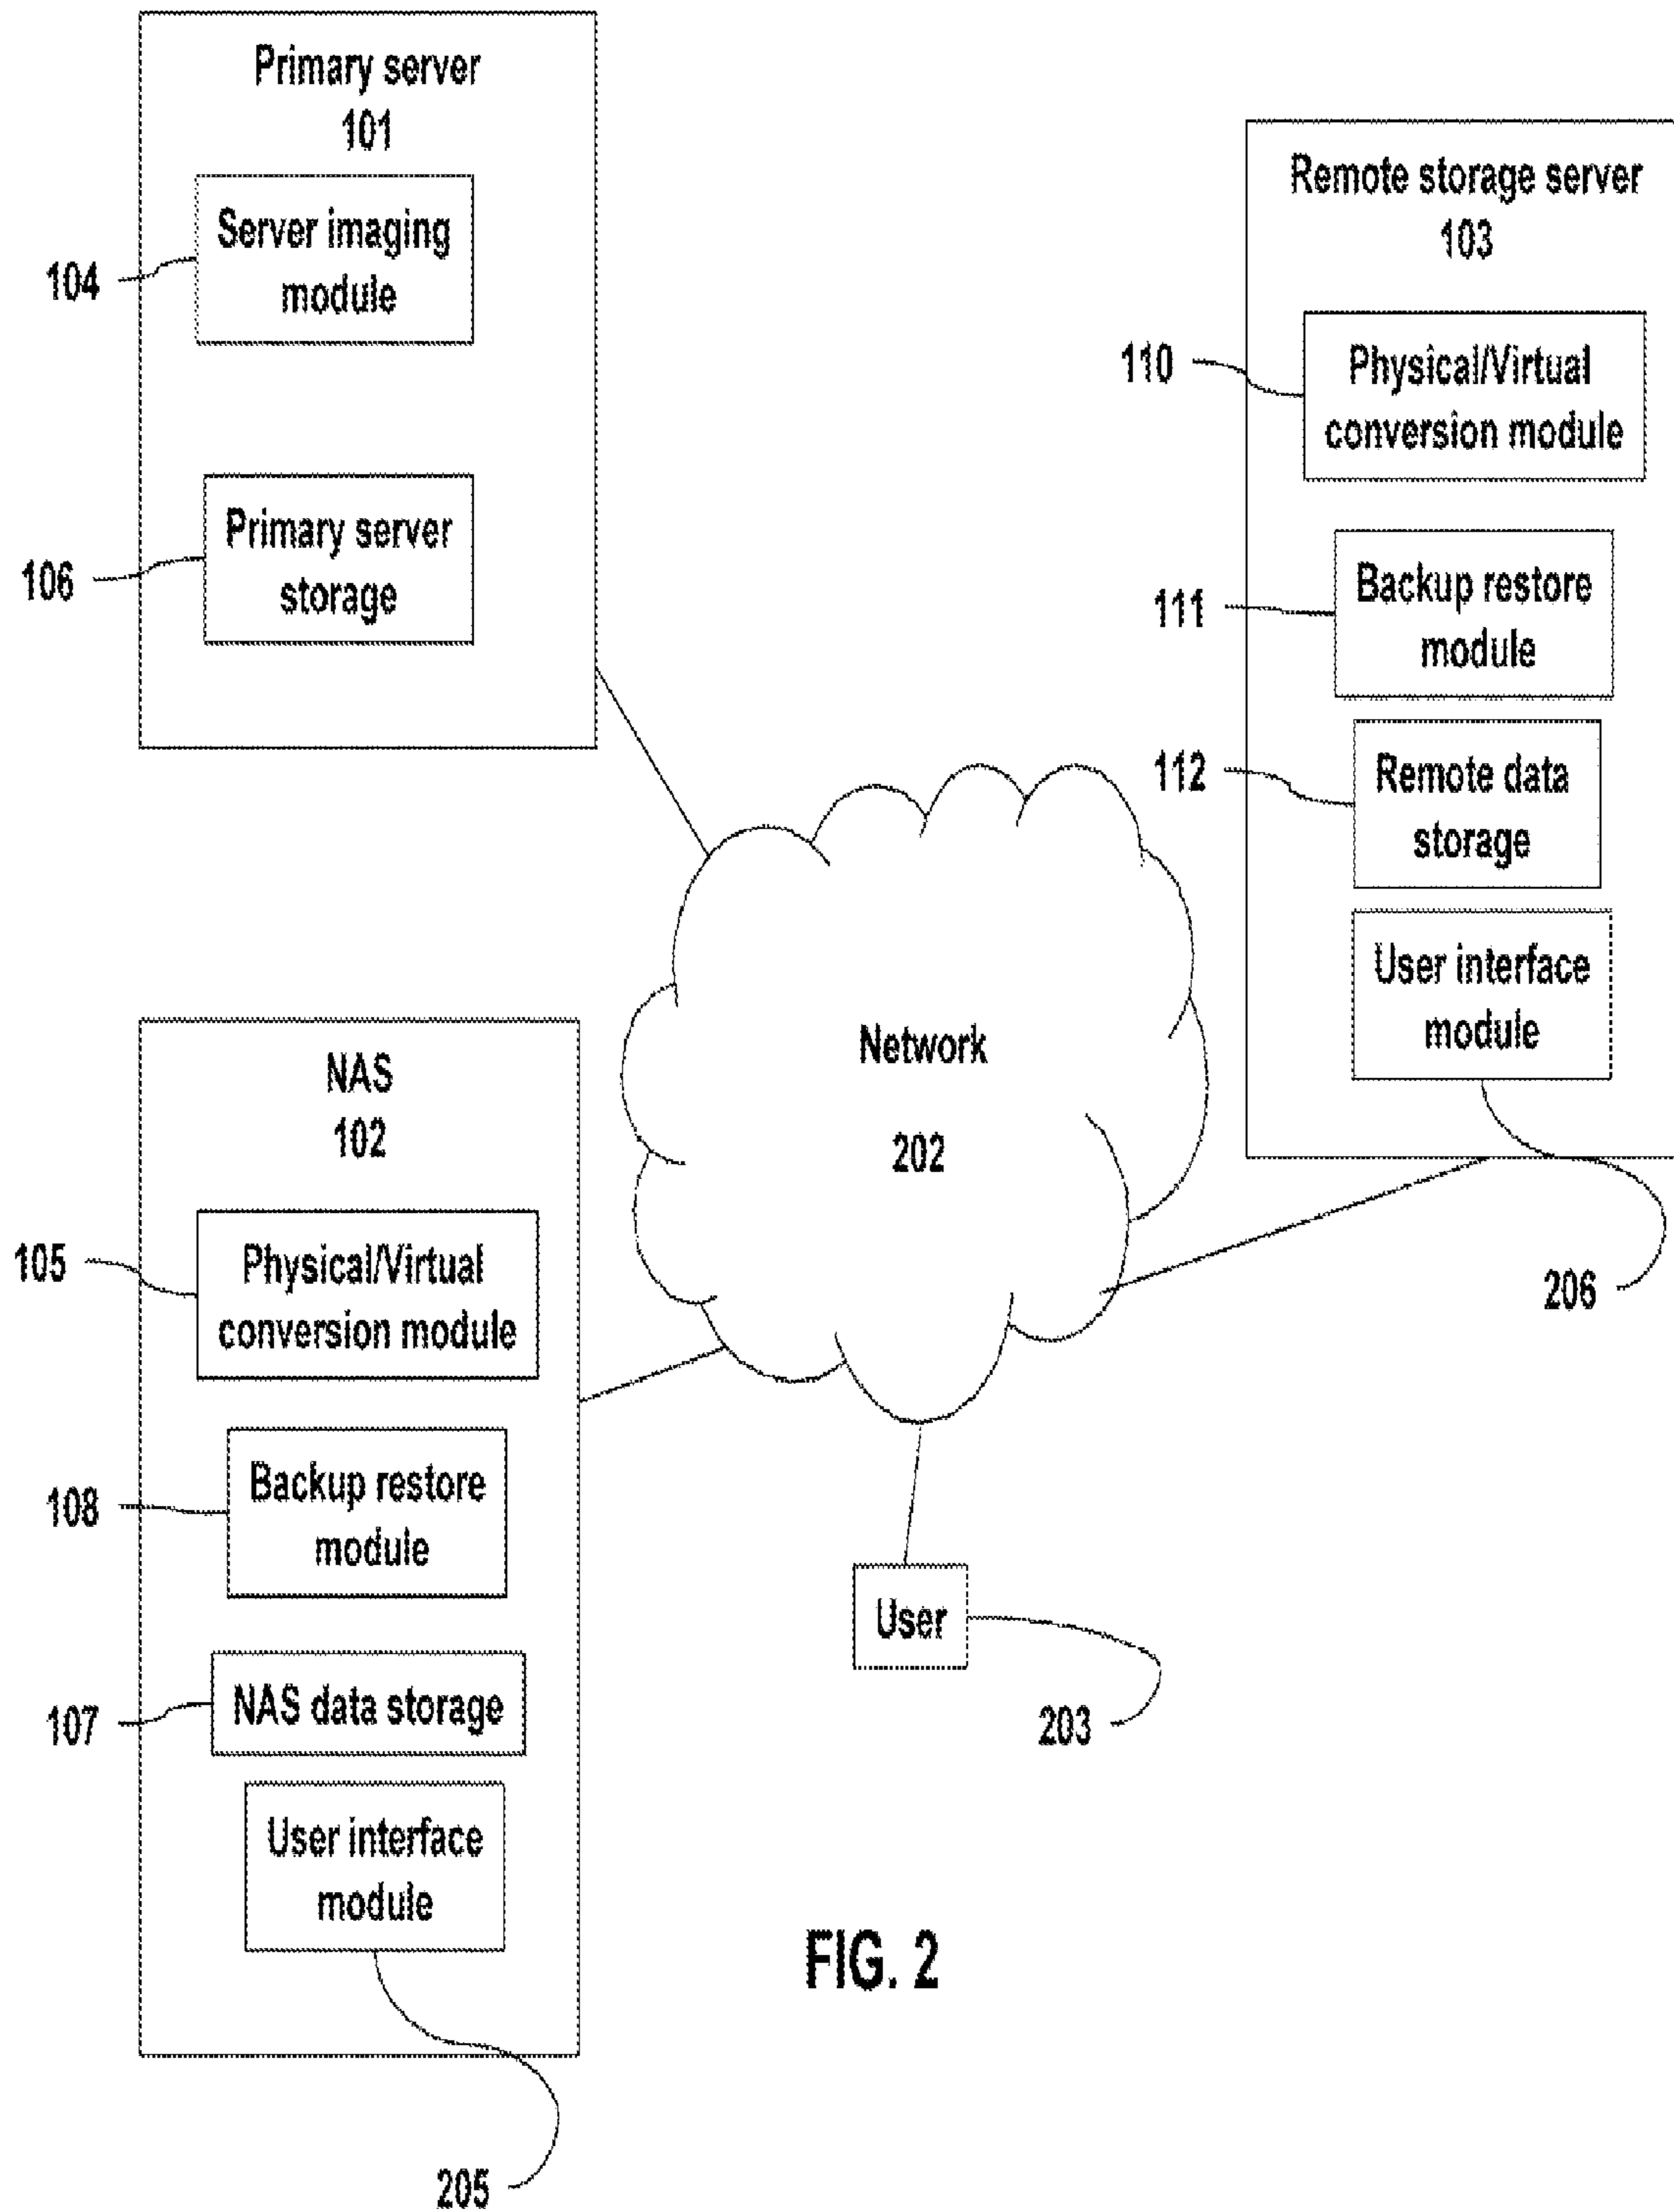 Primary server
101
Server imaging
module
104
Primary server
storage
106
Remote storage server
103
Physical/Virtual
conversion module
110
Backup restore
module
111
Remote data
storage
112
User interface
module
206
Network
202
NAS
102
Physical/Virtual
conversion module
105
Backup restore
module
108
NAS data storage
107
User interface
module
205
User
203
FIG. 2